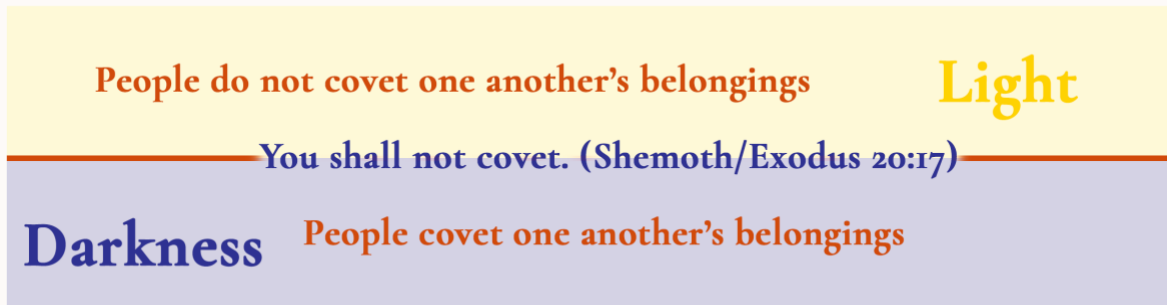 People do not covet one another's belongings
Light
You shall not covet. (Shemoth/Exodus 20:17)
Darkness
People covet one another's belongings